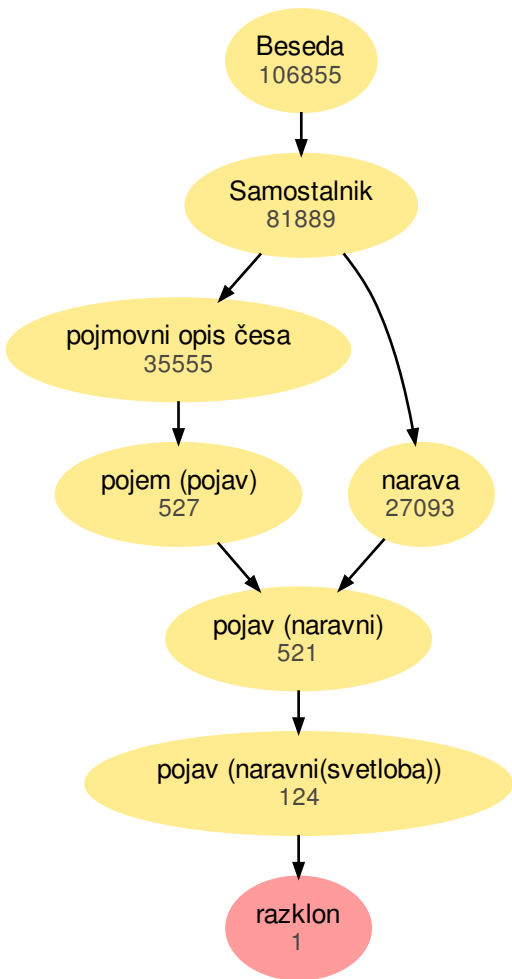 Beseda
106855
Samostalnik
81889
pojmovni opis česa
35555
pojem (pojav)
527
narava
27093
pojav (naravni)
521
pojav (naravni(svetloba))
124
razklon
1